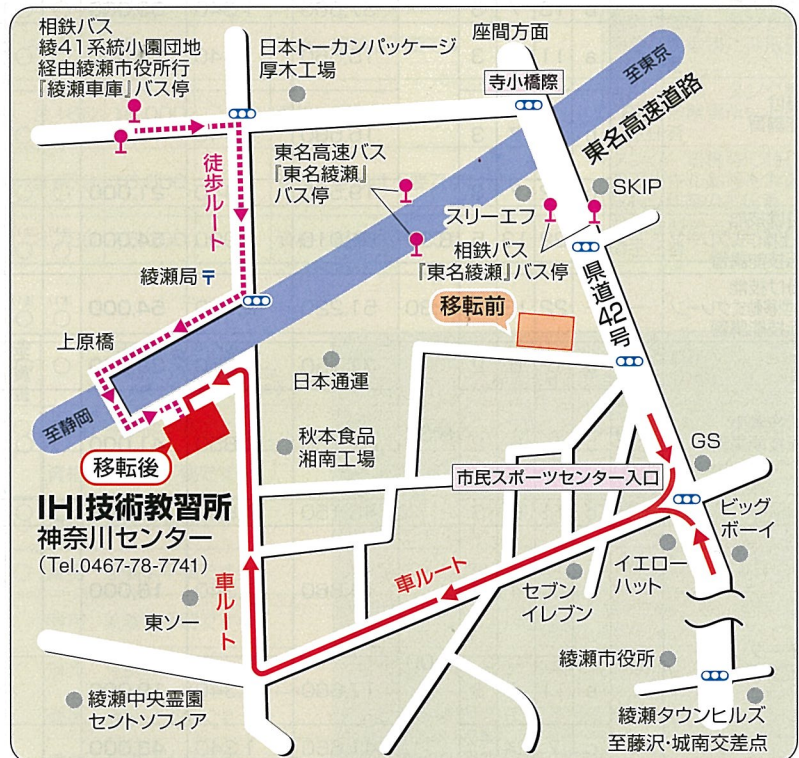 相鉄バス
綾41系統小園団地
経由綾瀬市役所行
『綾瀬車庫』バス停
日本トーカンパッケージ
厚木工場
座間方面
寺小橋際
至東京
東名高速道路
徒歩ルート
東名高速バス
『東名綾瀬』
バス停
スリーエフ
SKIP
相鉄バス
『東名綾瀬』バス停
県道42号
綾瀬局〒
移転前
上原橋
日本通運
至静岡
移転後
秋本食品
湘南工場
GS
市民スポーツセンター入口
IHI技術教習所
神奈川センター
(Tel.0467-78-7741)
ビッグ
ボーイ
イエロー
ハット
車ルート
セブン
イレブン
車ルート
東ソー
綾瀬市役所
綾瀬中央霊園
セントソフィア
綾瀬タウンヒルズ
至藤沢・城南交差点